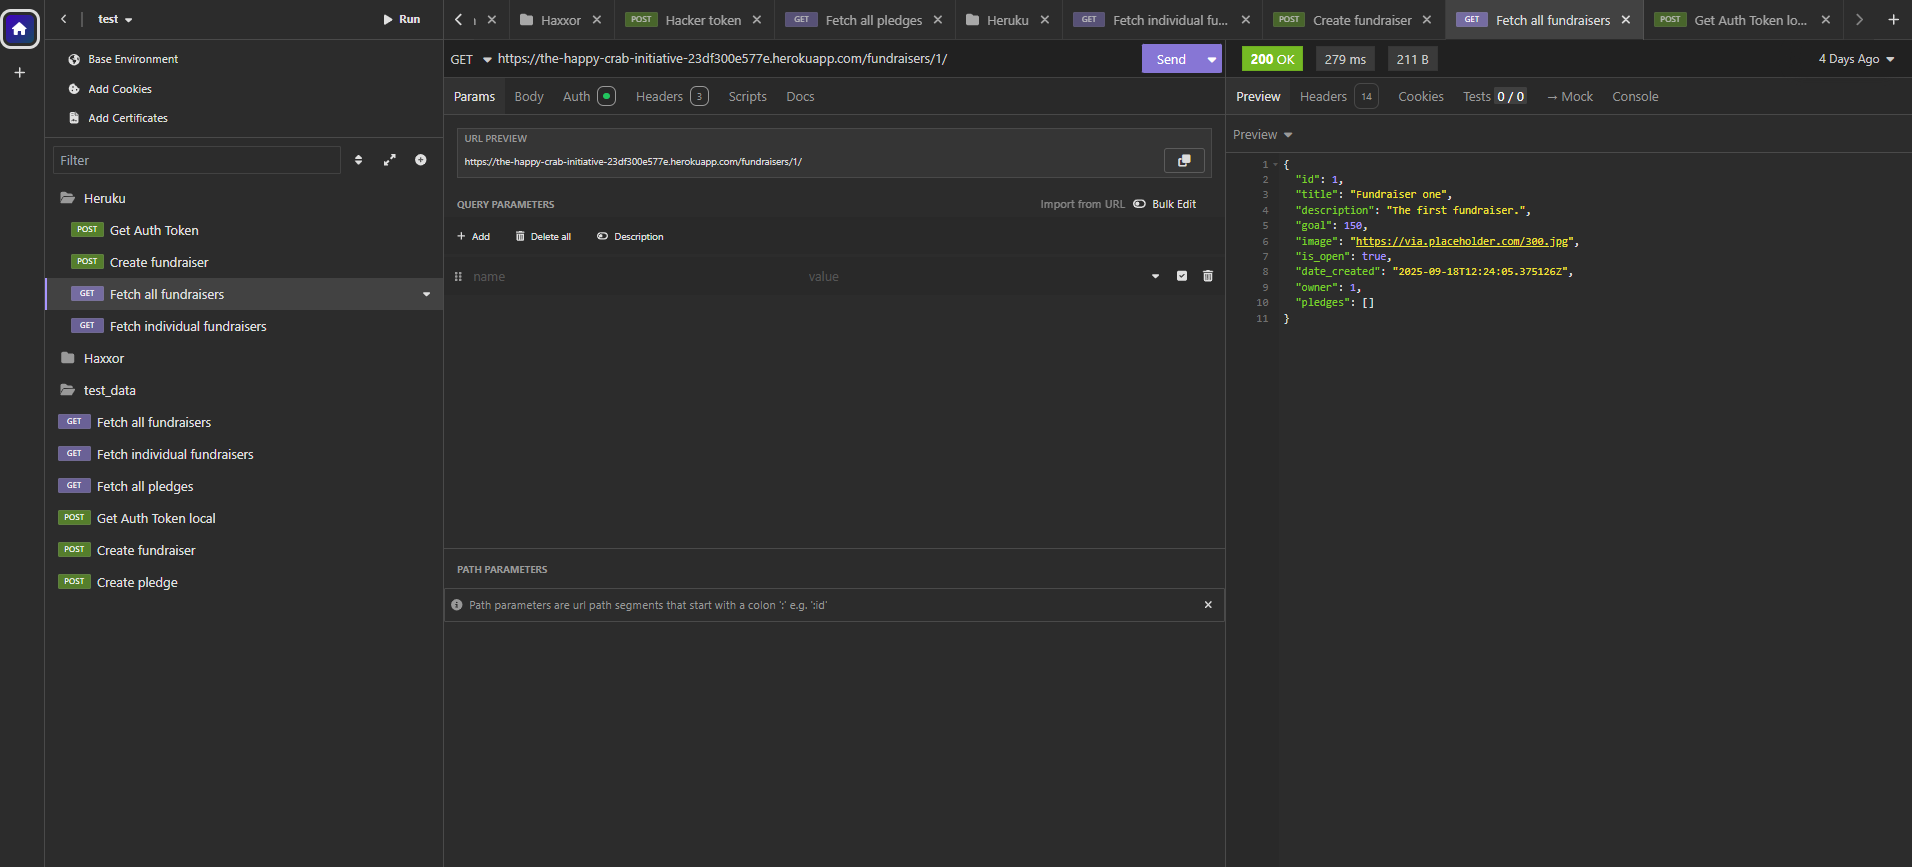 test
Run
Base Environment
Add Cookies
Add Certificates
Filter
Heruku
POST Get Auth Token
POST Create fundraiser
GET Fetch all fundraisers
GET Fetch individual fundraisers
Haxxor
test_data
GET Fetch all fundraisers
GET Fetch individual fundraisers
GET Fetch all pledges
POST Get Auth Token local
POST Create fundraiser
POST Create pledge
Haxxor
POST Hacker token
GET Fetch all pledges
Heruku
GET Fetch individual fu...
POST Create fundraiser
GET Fetch all fundraisers
POST Get Auth Token lo...
GET https://the-happy-crab-initiative-23df300e577e.herokuapp.com/fundraisers/1/
Send
Params Body Auth Headers 3 Scripts Docs
URL PREVIEW
https://the-happy-crab-initiative-23df300e577e.herokuapp.com/fundraisers/1/
QUERY PARAMETERS Import from URL Bulk Edit
+ Add Delete all Description
name value
PATH PARAMETERS
Path parameters are url path segments that start with a colon ':' e.g. ':id'
200 OK 279 ms 211 B 4 Days Ago
Preview Headers 14 Cookies Tests 0 / 0 → Mock Console
Preview
1 {
2 "id": 1,
3 "title": "Fundraiser one",
4 "description": "The first fundraiser.",
5 "goal": 150,
6 "image": "https://via.placeholder.com/300.jpg",
7 "is_open": true,
8 "date_created": "2025-09-18T12:24:05.375126Z",
9 "owner": 1,
10 "pledges": []
11 }